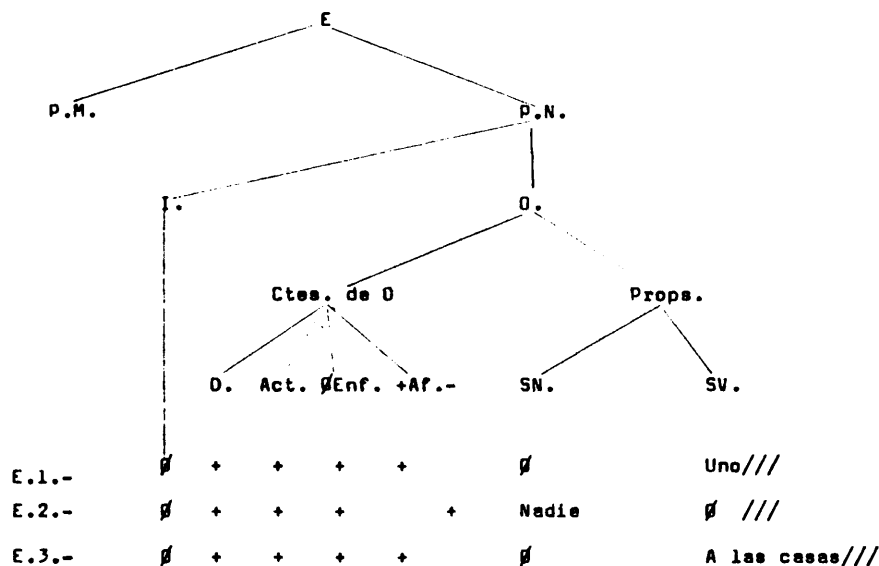 E
P.M. P.N.
I. O.
Ctes. de O Props.
D. Act. ØEnf. +Af.- SN. SV.
E.1.- Ø + + + + Ø Uno///
E.2.- Ø + + + + Nadie Ø ///
E.3.- Ø + + + + Ø A las casas///